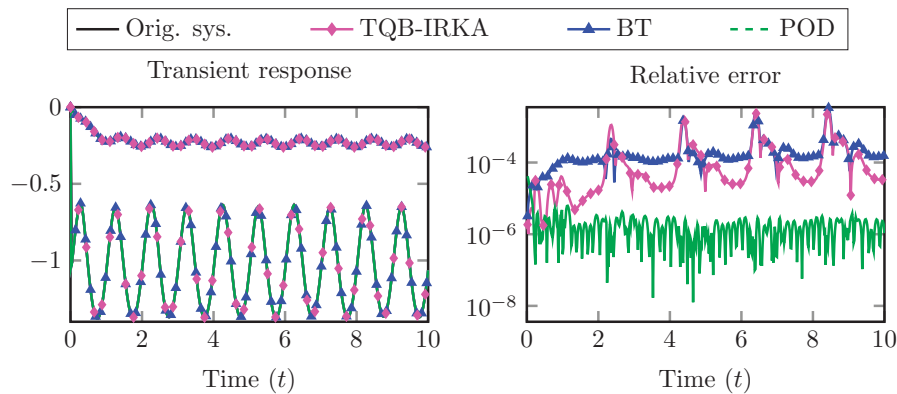 Orig. sys. TQB-IRKA BT POD
Transient response
Relative error
0
−0.5
−1
0 2 4 6 8 10
Time (t)
10−4
10−6
10−8
0 2 4 6 8 10
Time (t)